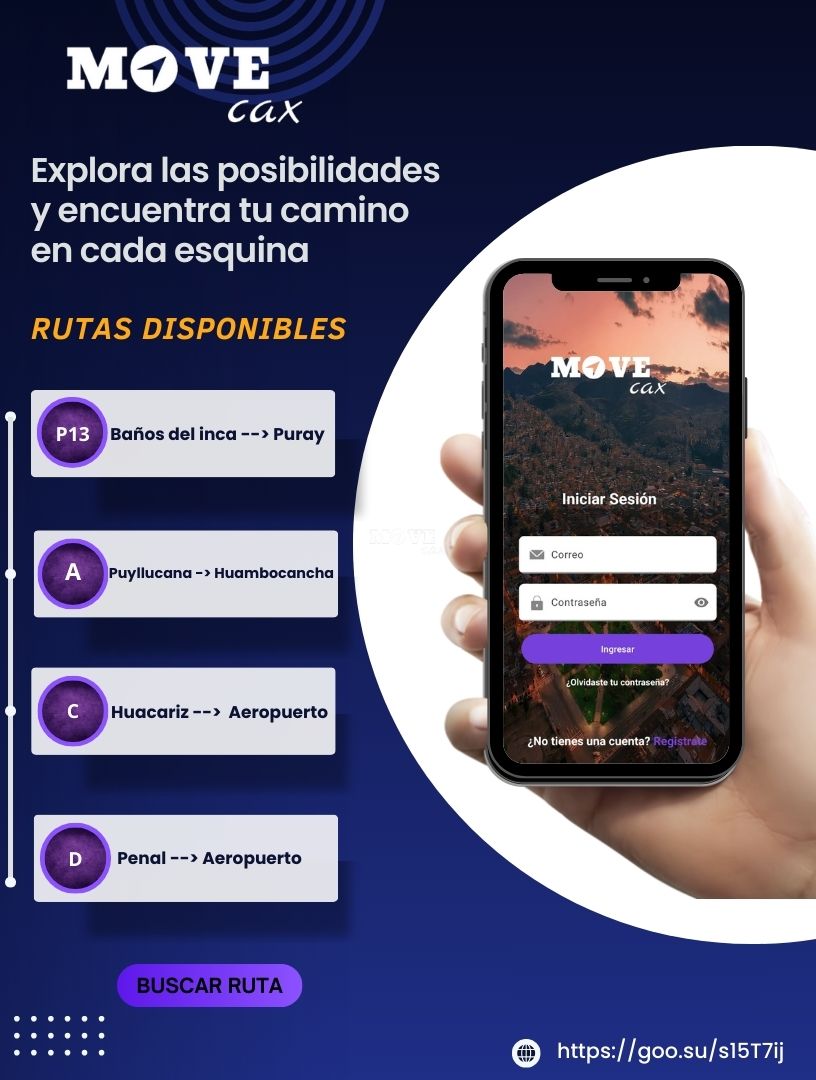 MOVE
cax
Explora las posibilidades
y encuentra tu camino
en cada esquina
RUTAS DISPONIBLES
P13 Baños del inca --> Puray
A Puyllucana -> Huambocancha
C Huacariz --> Aeropuerto
D Penal --> Aeropuerto
BUSCAR RUTA
MOVE
cax
MOVE
cax
Iniciar Sesión
Correo
Contraseña
Ingresar
¿Olvidaste tu contraseña?
¿No tienes una cuenta? Regístrate
https://goo.su/s15T7ij